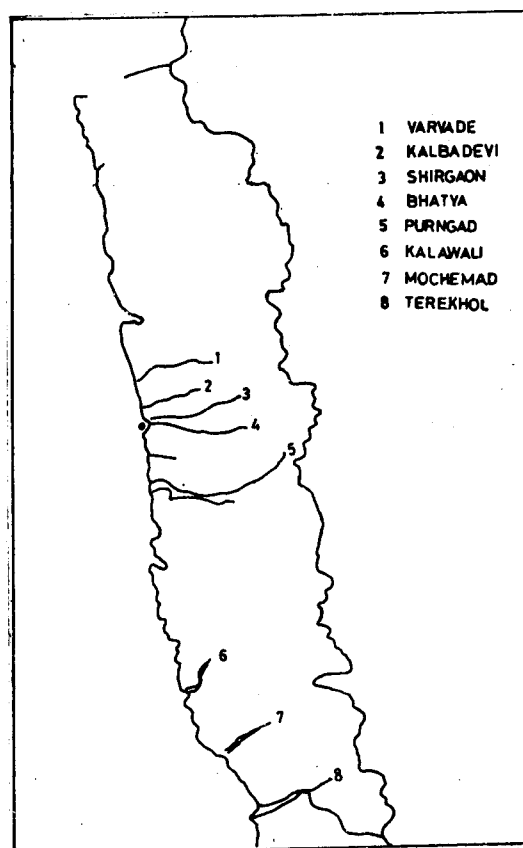 1 VARVADE
2 KALBADEVI
3 SHIRGAON
4 BHATYA
5 PURNGAD
6 KALAWALI
7 MOCHEMAD
8 TEREKHOL
1
2
3
4
5
6
7
8